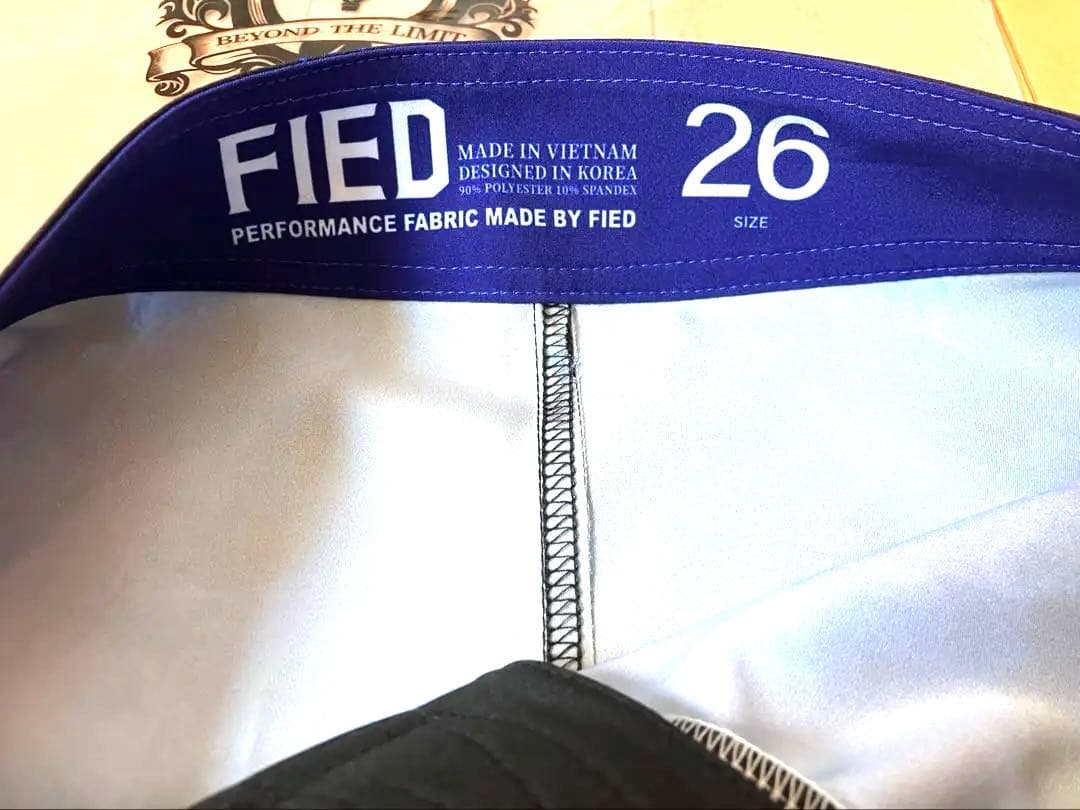 BEYOND THE LIMIT
FIED
MADE IN VIETNAM
DESIGNED IN KOREA
90% POLYESTER 10% SPANDEX
PERFORMANCE FABRIC MADE BY FIED
26
SIZE